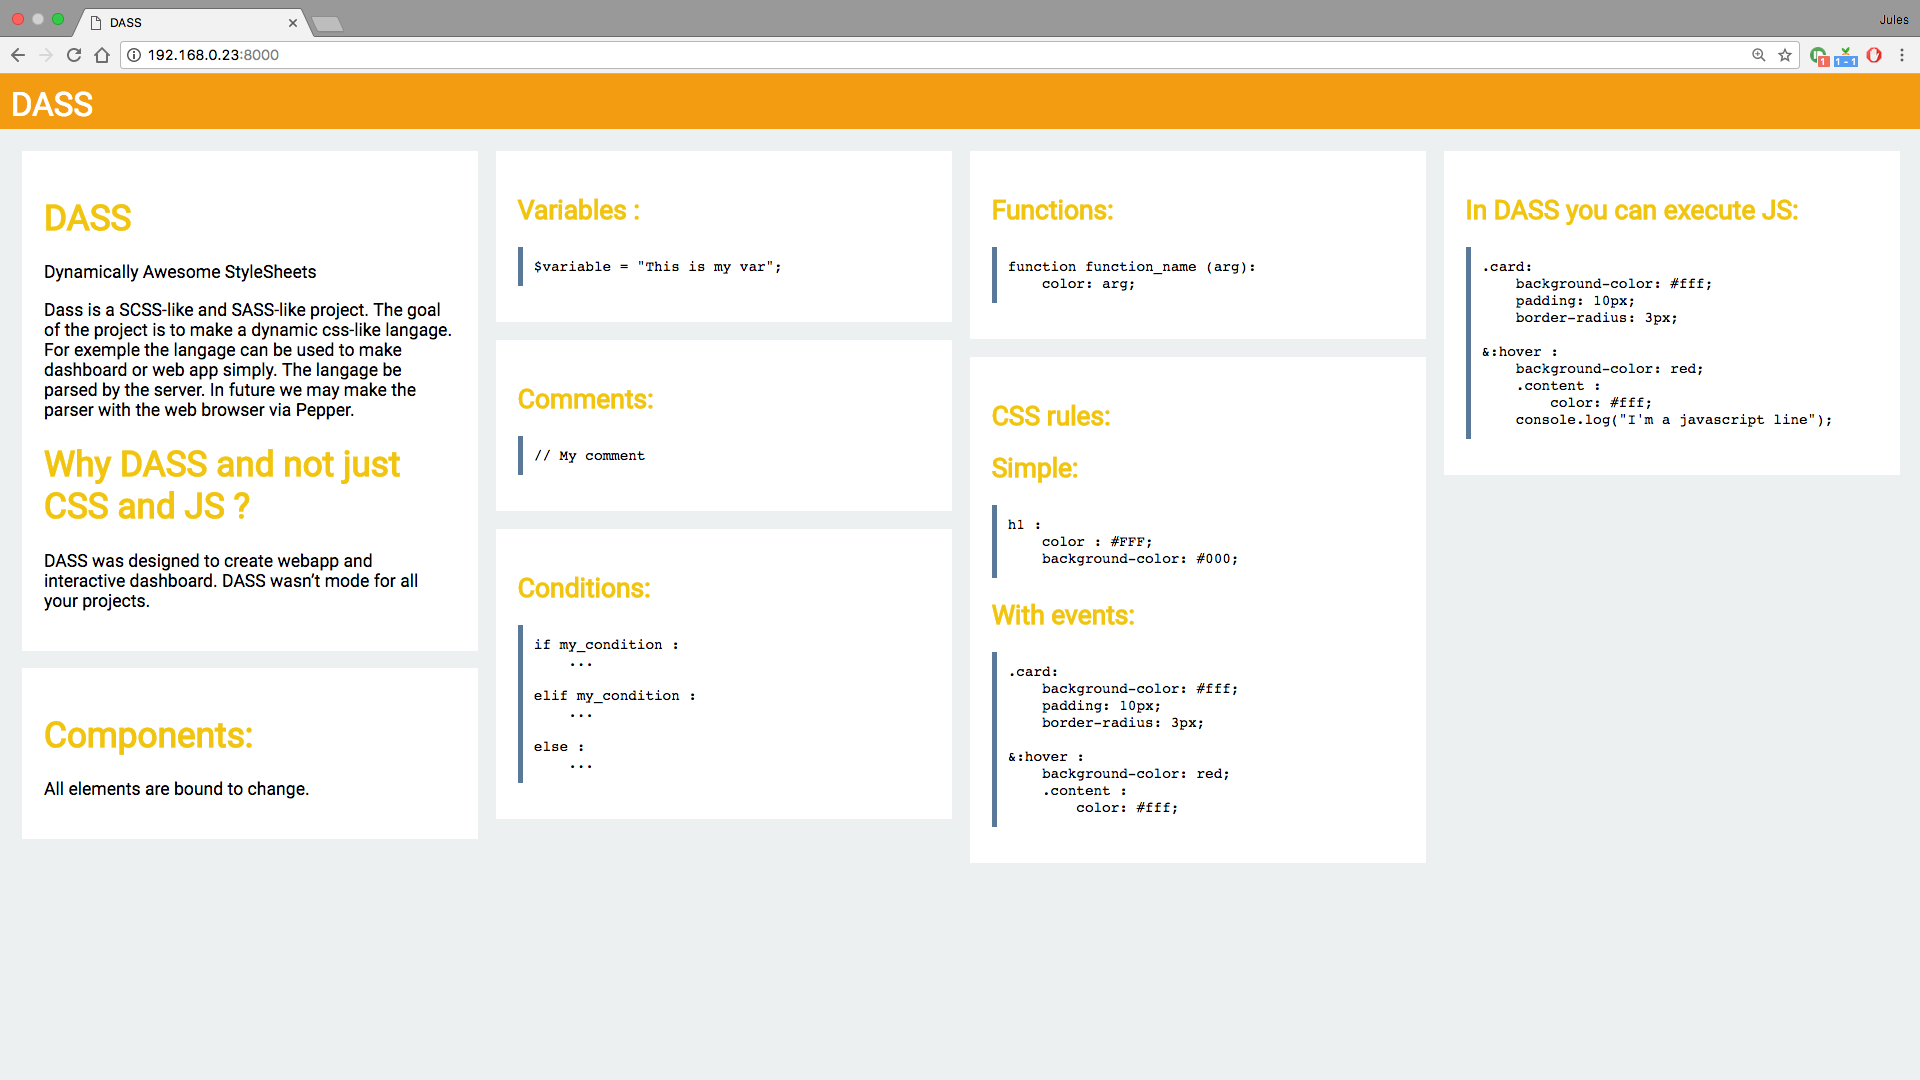 DASS
Jules
192.168.0.23:8000
1
1 - 1
DASS
DASS
Dynamically Awesome StyleSheets
Dass is a SCSS-like and SASS-like project. The goal
of the project is to make a dynamic css-like langage.
For exemple the langage can be used to make
dashboard or web app simply. The langage be
parsed by the server. In future we may make the
parser with the web browser via Pepper.
Why DASS and not just
CSS and JS ?
DASS was designed to create webapp and
interactive dashboard. DASS wasn't mode for all
your projects.
Components:
All elements are bound to change.
Variables :
$variable = "This is my var";
Comments:
// My comment
Conditions:
if my_condition :
    ...
elif my_condition :
    ...
else :
    ...
Functions:
function function_name (arg):
    color: arg;
CSS rules:
Simple:
h1 :
    color : #FFF;
    background-color: #000;
With events:
.card:
    background-color: #fff;
    padding: 10px;
    border-radius: 3px;
&:hover :
    background-color: red;
    .content :
        color: #fff;
In DASS you can execute JS:
.card:
    background-color: #fff;
    padding: 10px;
    border-radius: 3px;
&:hover :
    background-color: red;
    .content :
        color: #fff;
    console.log("I'm a javascript line");